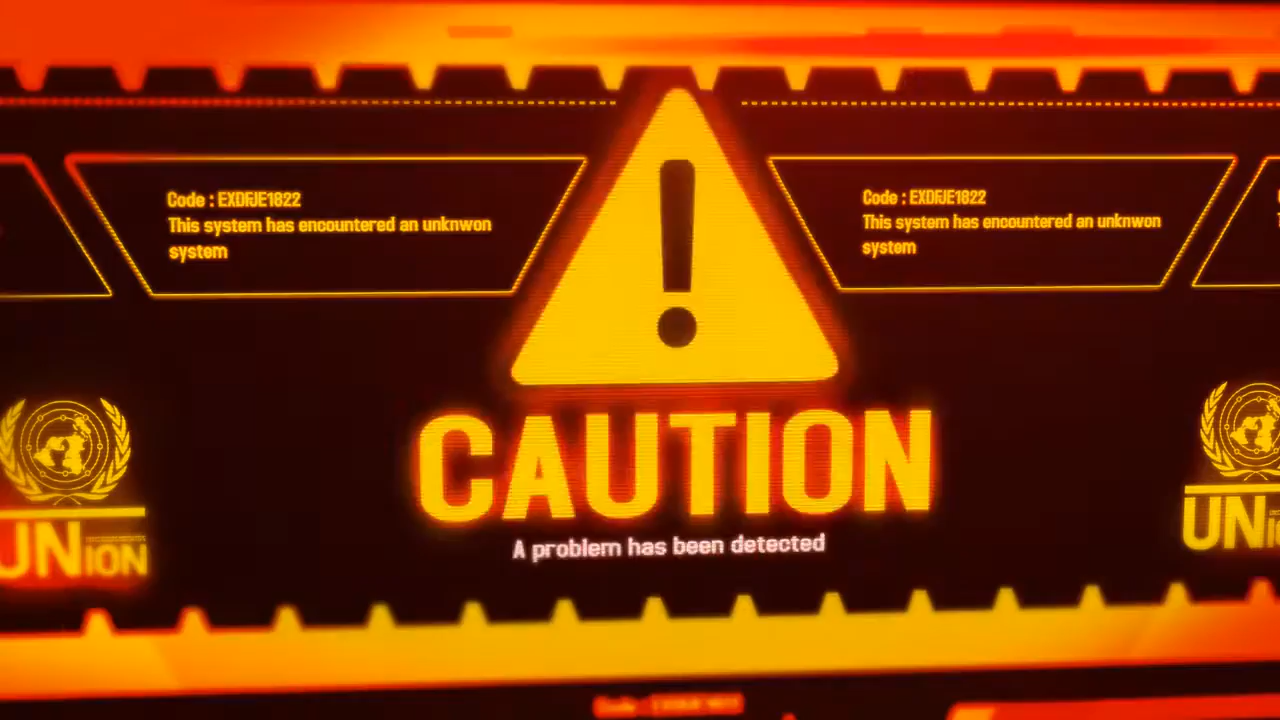 Code : EXDFJE1822
This system has encountered an unknwon
system
Code : EXDFJE1822
This system has encountered an unknwon
system
CAUTION
A problem has been detected
UNION
UN